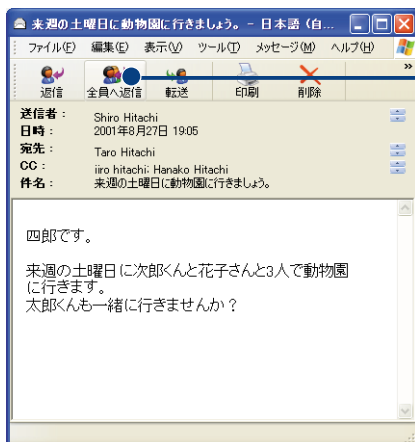 来週の土曜日に動物園に行きましょう。 - 日本語 (自...
ファイル(F) 編集(E) 表示(V) ツール(T) メッセージ(M) ヘルプ(H)
返信 全員へ返信 転送 印刷 削除 »
送信者： Shiro Hitachi
日時： 2001年8月27日 19:05
宛先： Taro Hitachi
CC： iiro hitachi; Hanako Hitachi
件名： 来週の土曜日に動物園に行きましょう。
四郎です。
来週の土曜日に次郎くんと花子さんと3人で動物園
に行きます。
太郎くんも一緒に行きませんか？